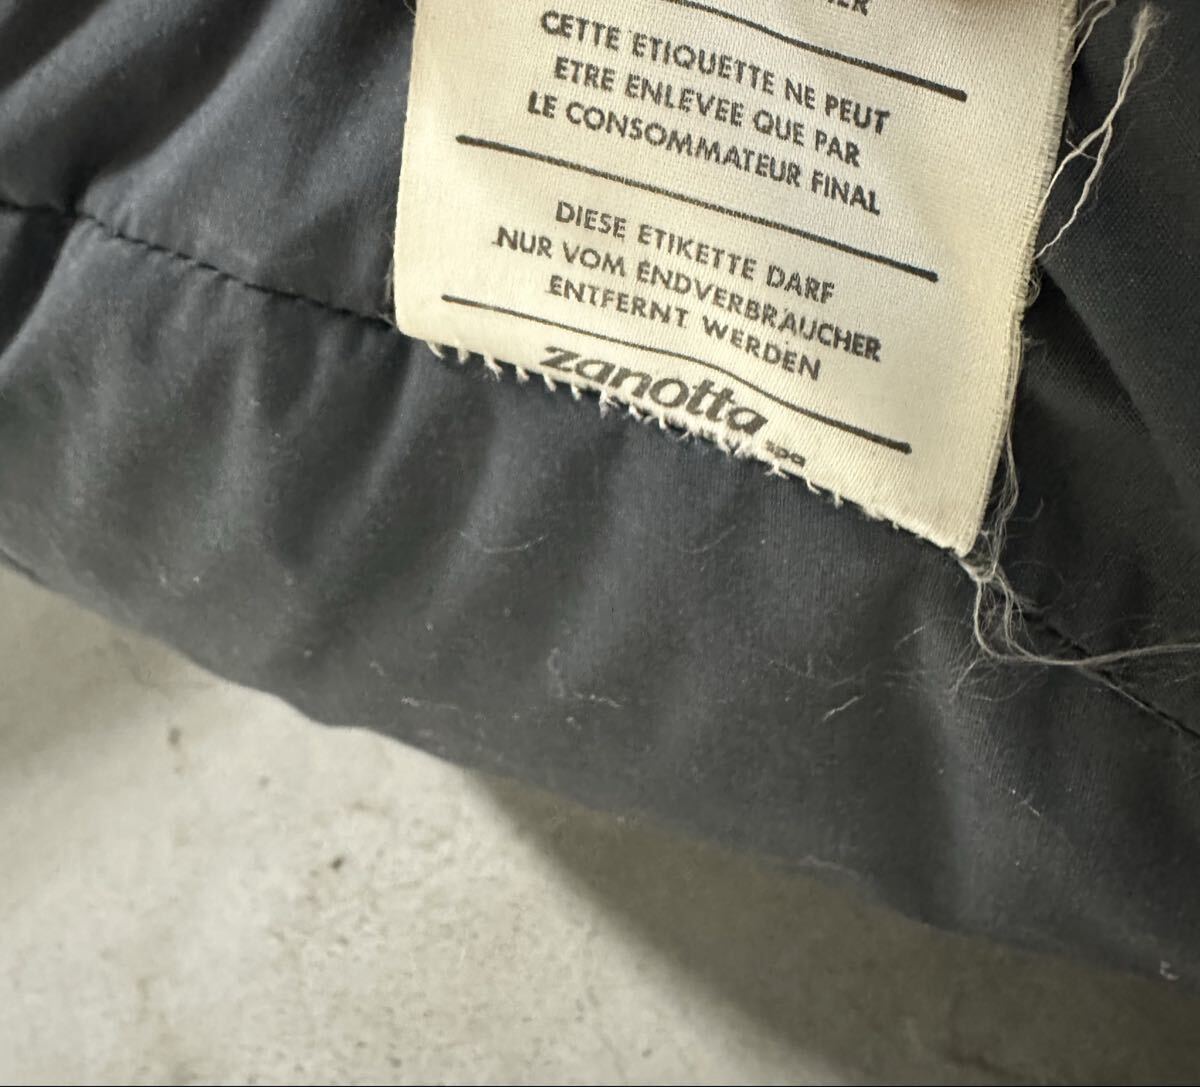 CETTE ETIQUETTE NE PEUT
ETRE ENLEVEE QUE PAR
LE CONSOMMATEUR FINAL
DIESE ETIKETTE DARF
NUR VOM ENDVERBRAUCHER
ENTFERNT WERDEN
zanotta spa